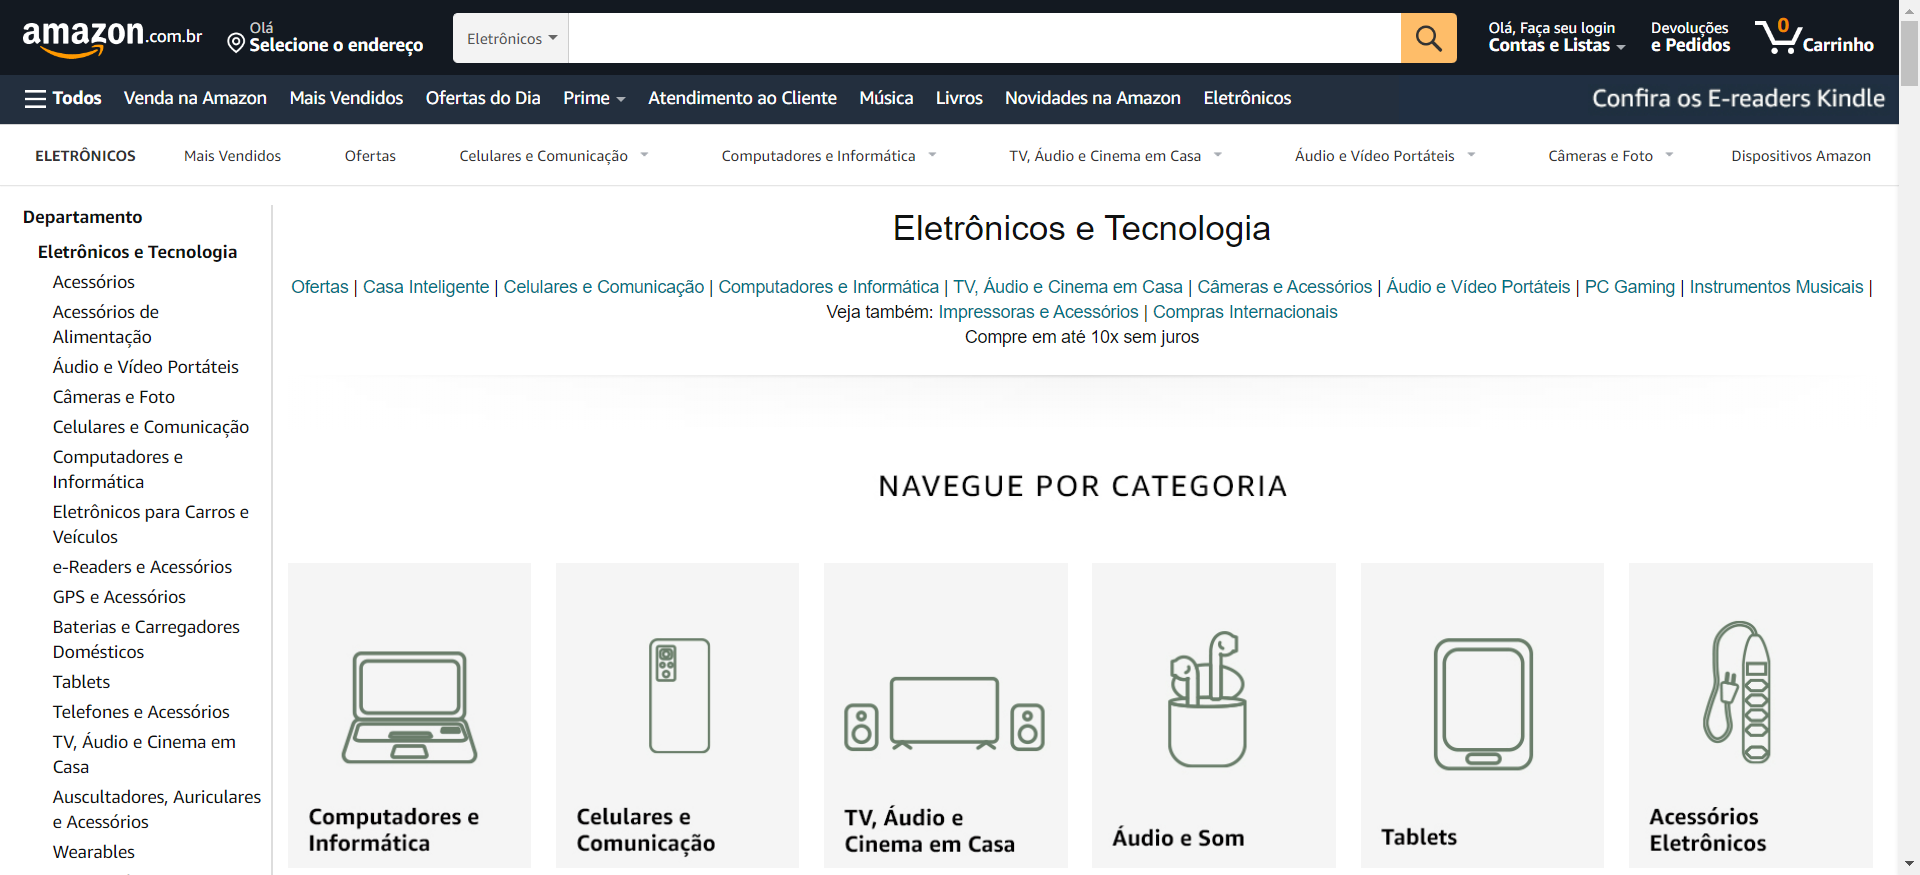 amazon.com.br
Olá
Selecione o endereço
Eletrônicos
Olá, Faça seu login
Contas e Listas
Devoluções
e Pedidos
0
Carrinho
Todos Venda na Amazon Mais Vendidos Ofertas do Dia Prime Atendimento ao Cliente Música Livros Novidades na Amazon Eletrônicos
Confira os E-readers Kindle
ELETRÔNICOS Mais Vendidos Ofertas Celulares e Comunicação Computadores e Informática TV, Áudio e Cinema em Casa Áudio e Vídeo Portáteis Câmeras e Foto Dispositivos Amazon
Departamento
Eletrônicos e Tecnologia
Acessórios
Acessórios de
Alimentação
Áudio e Vídeo Portáteis
Câmeras e Foto
Celulares e Comunicação
Computadores e
Informática
Eletrônicos para Carros e
Veículos
e-Readers e Acessórios
GPS e Acessórios
Baterias e Carregadores
Domésticos
Tablets
Telefones e Acessórios
TV, Áudio e Cinema em
Casa
Auscultadores, Auriculares
e Acessórios
Wearables
Eletrônicos e Tecnologia
Ofertas | Casa Inteligente | Celulares e Comunicação | Computadores e Informática | TV, Áudio e Cinema em Casa | Câmeras e Acessórios | Áudio e Vídeo Portáteis | PC Gaming | Instrumentos Musicais |
Veja também: Impressoras e Acessórios | Compras Internacionais
Compre em até 10x sem juros
NAVEGUE POR CATEGORIA
Computadores e
Informática
Celulares e
Comunicação
TV, Áudio e
Cinema em Casa
Áudio e Som
Tablets
Acessórios
Eletrônicos